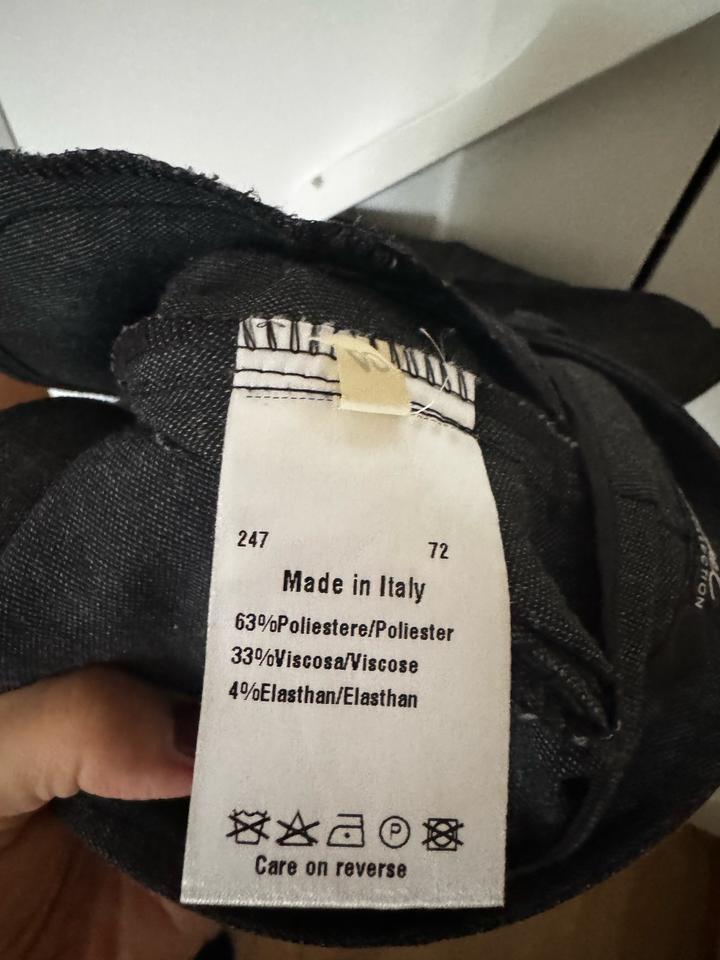 247 72
Made in Italy
63%Poliestere/Poliester
33%Viscosa/Viscose
4%Elasthan/Elasthan
P
Care on reverse